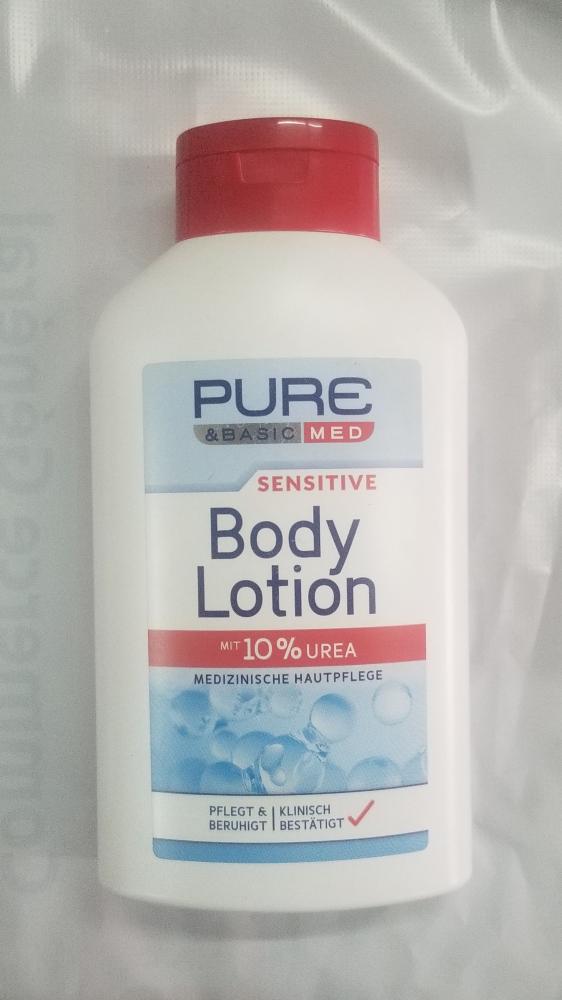 PURE
&BASIC MED
SENSITIVE
Body
Lotion
MIT 10% UREA
MEDIZINISCHE HAUTPFLEGE
PFLEGT & | KLINISCH
BERUHIGT | BESTÄTIGT